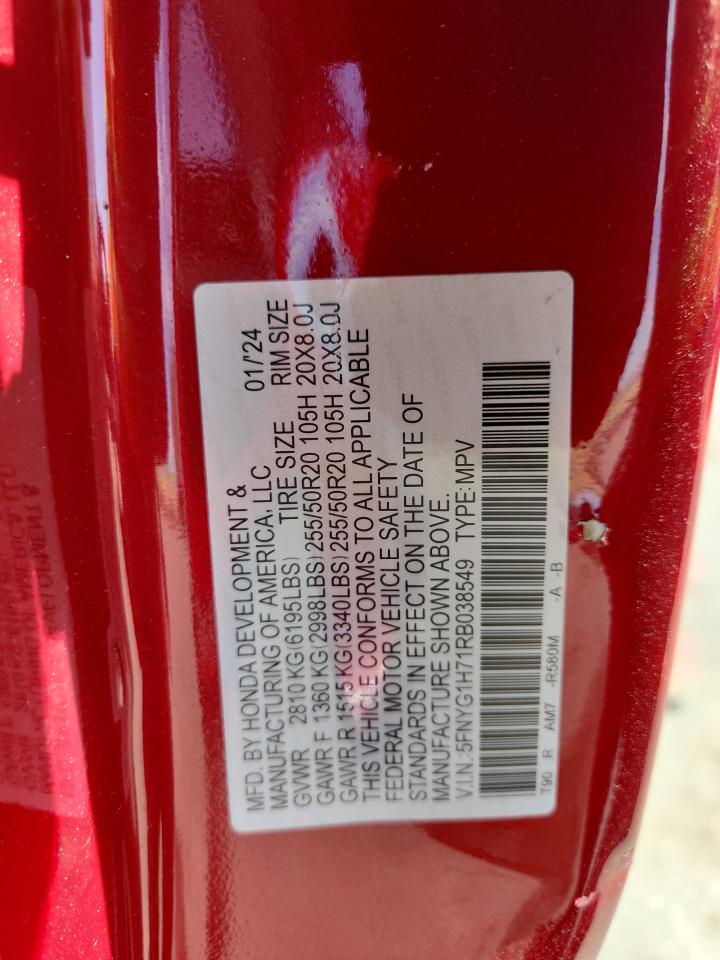 MFD. BY HONDA DEVELOPMENT &
MANUFACTURING OF AMERICA, LLC 01/'24
GVWR 2810 KG(6195LBS) TIRE SIZE RIM SIZE
GAWR F 1360 KG(2998LBS) 255/50R20 105H 20X8.0J
GAWR R 1515 KG(3340LBS) 255/50R20 105H 20X8.0J
THIS VEHICLE CONFORMS TO ALL APPLICABLE
FEDERAL MOTOR VEHICLE SAFETY
STANDARDS IN EFFECT ON THE DATE OF
MANUFACTURE SHOWN ABOVE.
V.I.N.:5FNYG1H71RB038549 TYPE:MPV
T90 R AM7 -R580M -A -B